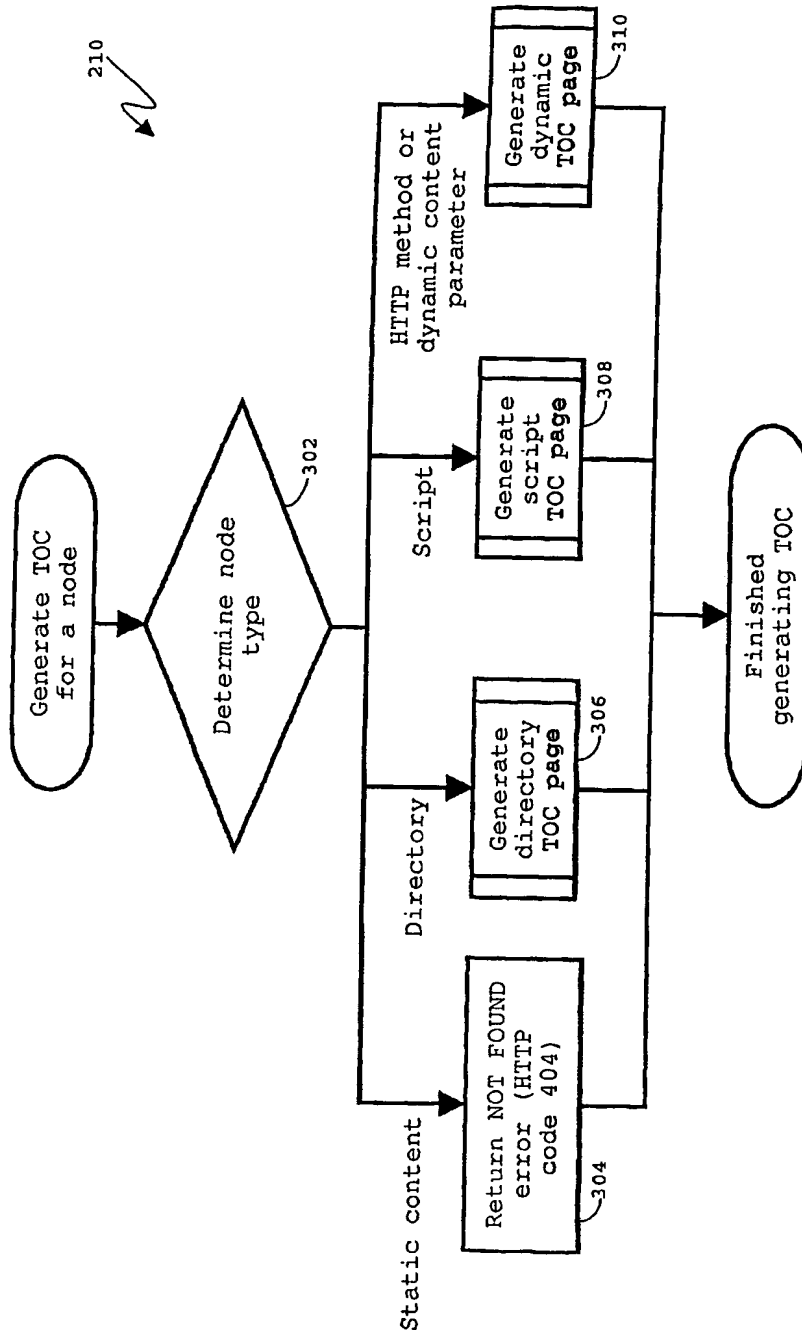 210
Generate TOC
for a node
Determine node
type
302
Static content
Directory
Script
HTTP method or
dynamic content
parameter
Return NOT FOUND
error (HTTP
code 404)
304
Generate
directory
TOC page
306
Generate
script
TOC page
308
Generate
dynamic
TOC page
310
Finished
generating TOC